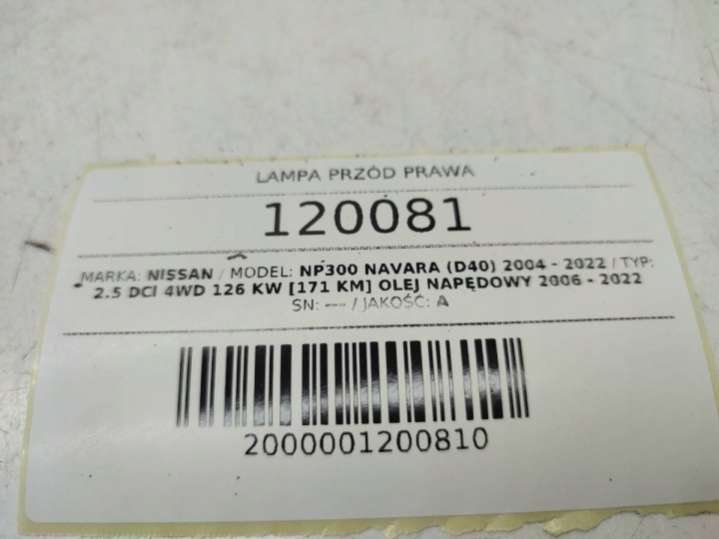 LAMPA PRZÓD PRAWA
120081
MARKA: NISSAN / MODEL: NP300 NAVARA (D40) 2004 - 2022 / TYP:
2.5 DCI 4WD 126 KW [171 KM] OLEJ NAPĘDOWY 2006 - 2022
SN: --- / JAKOŚĆ: A
2000001200810